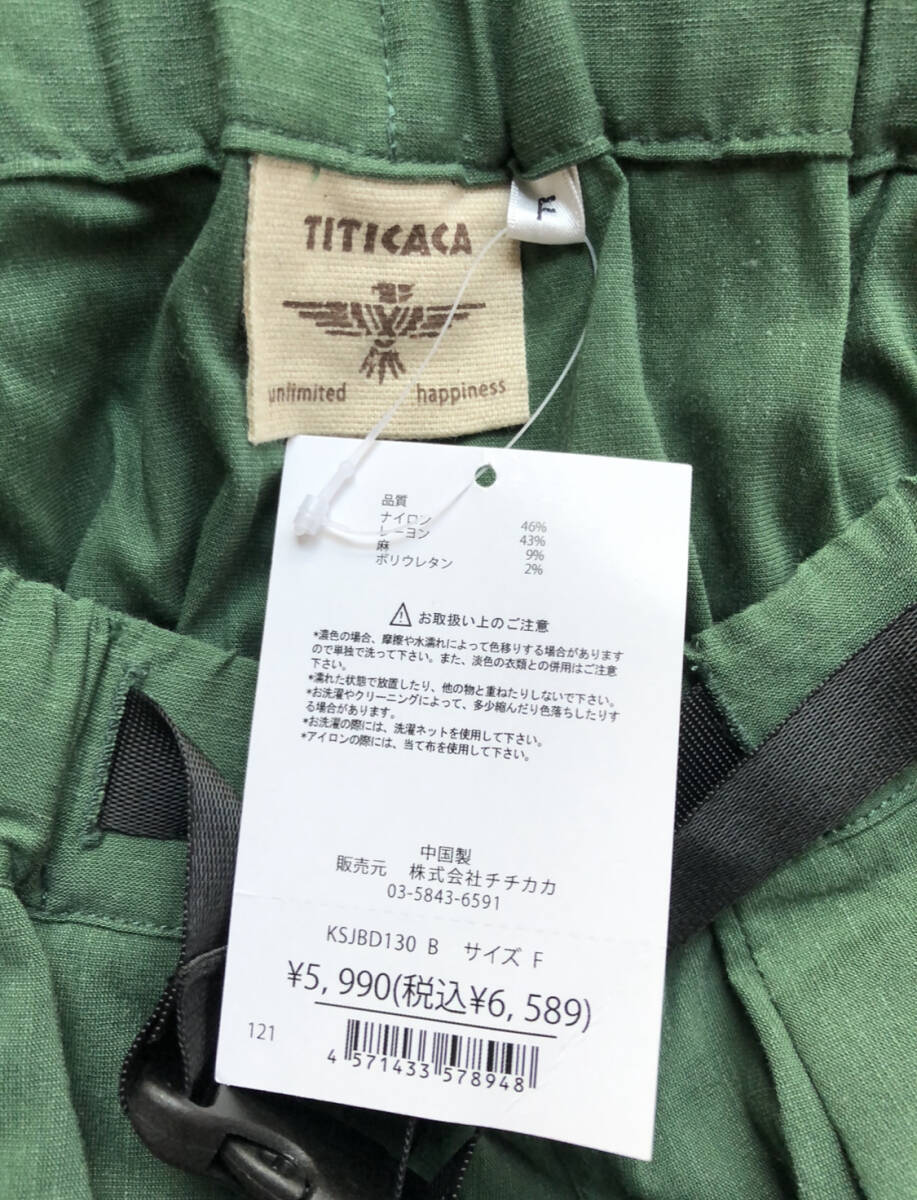 TITICACA
F
unlimited happiness
品質
ナイロン 46%
レーヨン 43%
麻 9%
ポリウレタン 2%
お取扱い上のご注意
*濃色の場合、摩擦や水濡れによって色移りする場合があります
ので単独で洗って下さい。また、淡色の衣類との併用はご注意
下さい。
*濡れた状態で放置したり、他の物と重ねたりしないで下さい。
*お洗濯やクリーニングによって、多少縮んだり色落ちしたりす
る場合があります。
*お洗濯の際には、洗濯ネットを使用して下さい。
*アイロンの際には、当て布を使用して下さい。
中国製
販売元 株式会社チチカカ
03-5843-6591
KSJBD130 B サイズ F
¥5,990(税込¥6,589)
121
4 571433 578948